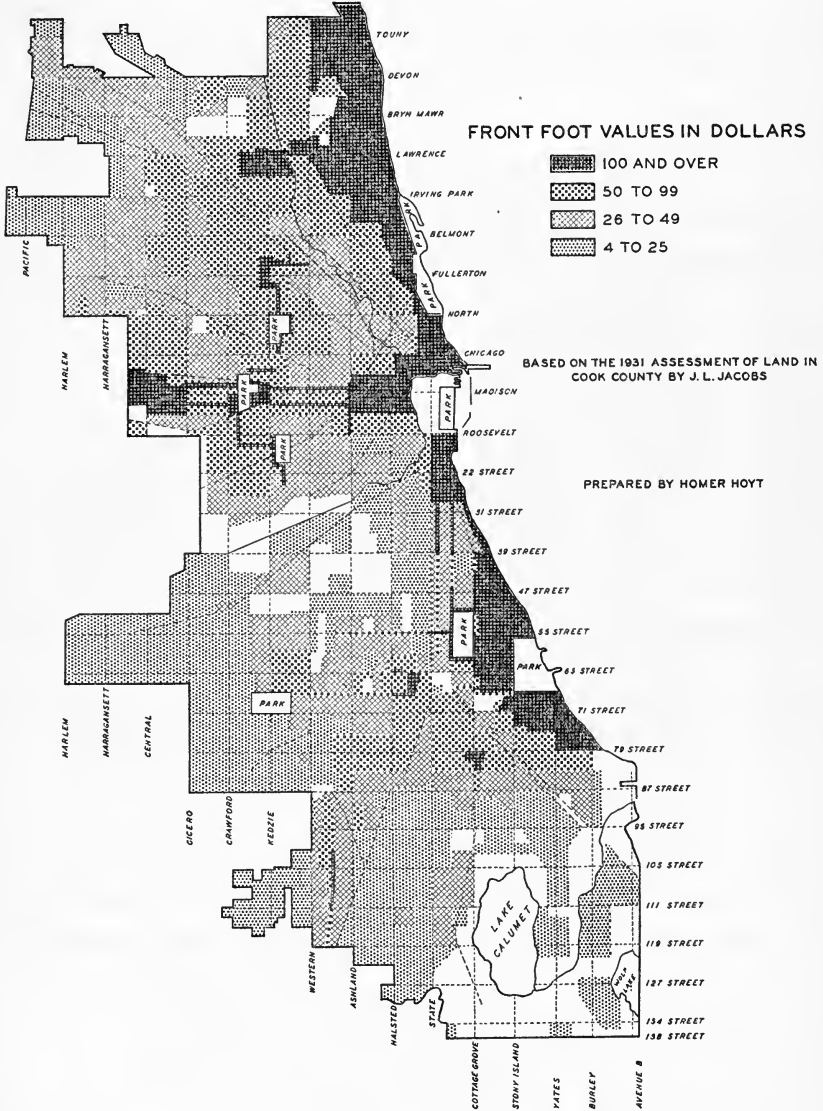 TOUHY
DEVON
BRYN MAWR
LAWRENCE
IRVING PARK
BELMONT
FULLERTON
NORTH
CHICAGO
MADISON
ROOSEVELT
22 STREET
31 STREET
39 STREET
47 STREET
55 STREET
63 STREET
71 STREET
79 STREET
87 STREET
95 STREET
105 STREET
111 STREET
119 STREET
127 STREET
134 STREET
138 STREET
FRONT FOOT VALUES IN DOLLARS
100 AND OVER
50 TO 99
26 TO 49
4 TO 25
BASED ON THE 1931 ASSESSMENT OF LAND IN
COOK COUNTY BY J. L. JACOBS
PREPARED BY HOMER HOYT
PARK
PARK
PARK
PARK
PARK
PARK
PARK
PARK
PARK
PACIFIC
HARLEM
NARRAGANSETT
HARLEM
NARRAGANSETT
CENTRAL
CICERO
CRAWFORD
KEDZIE
WESTERN
ASHLAND
HALSTED
STATE
COTTAGE GROVE
STONY ISLAND
YATES
BURLEY
AVENUE B
LAKE
CALUMET
WOLF
LAKE